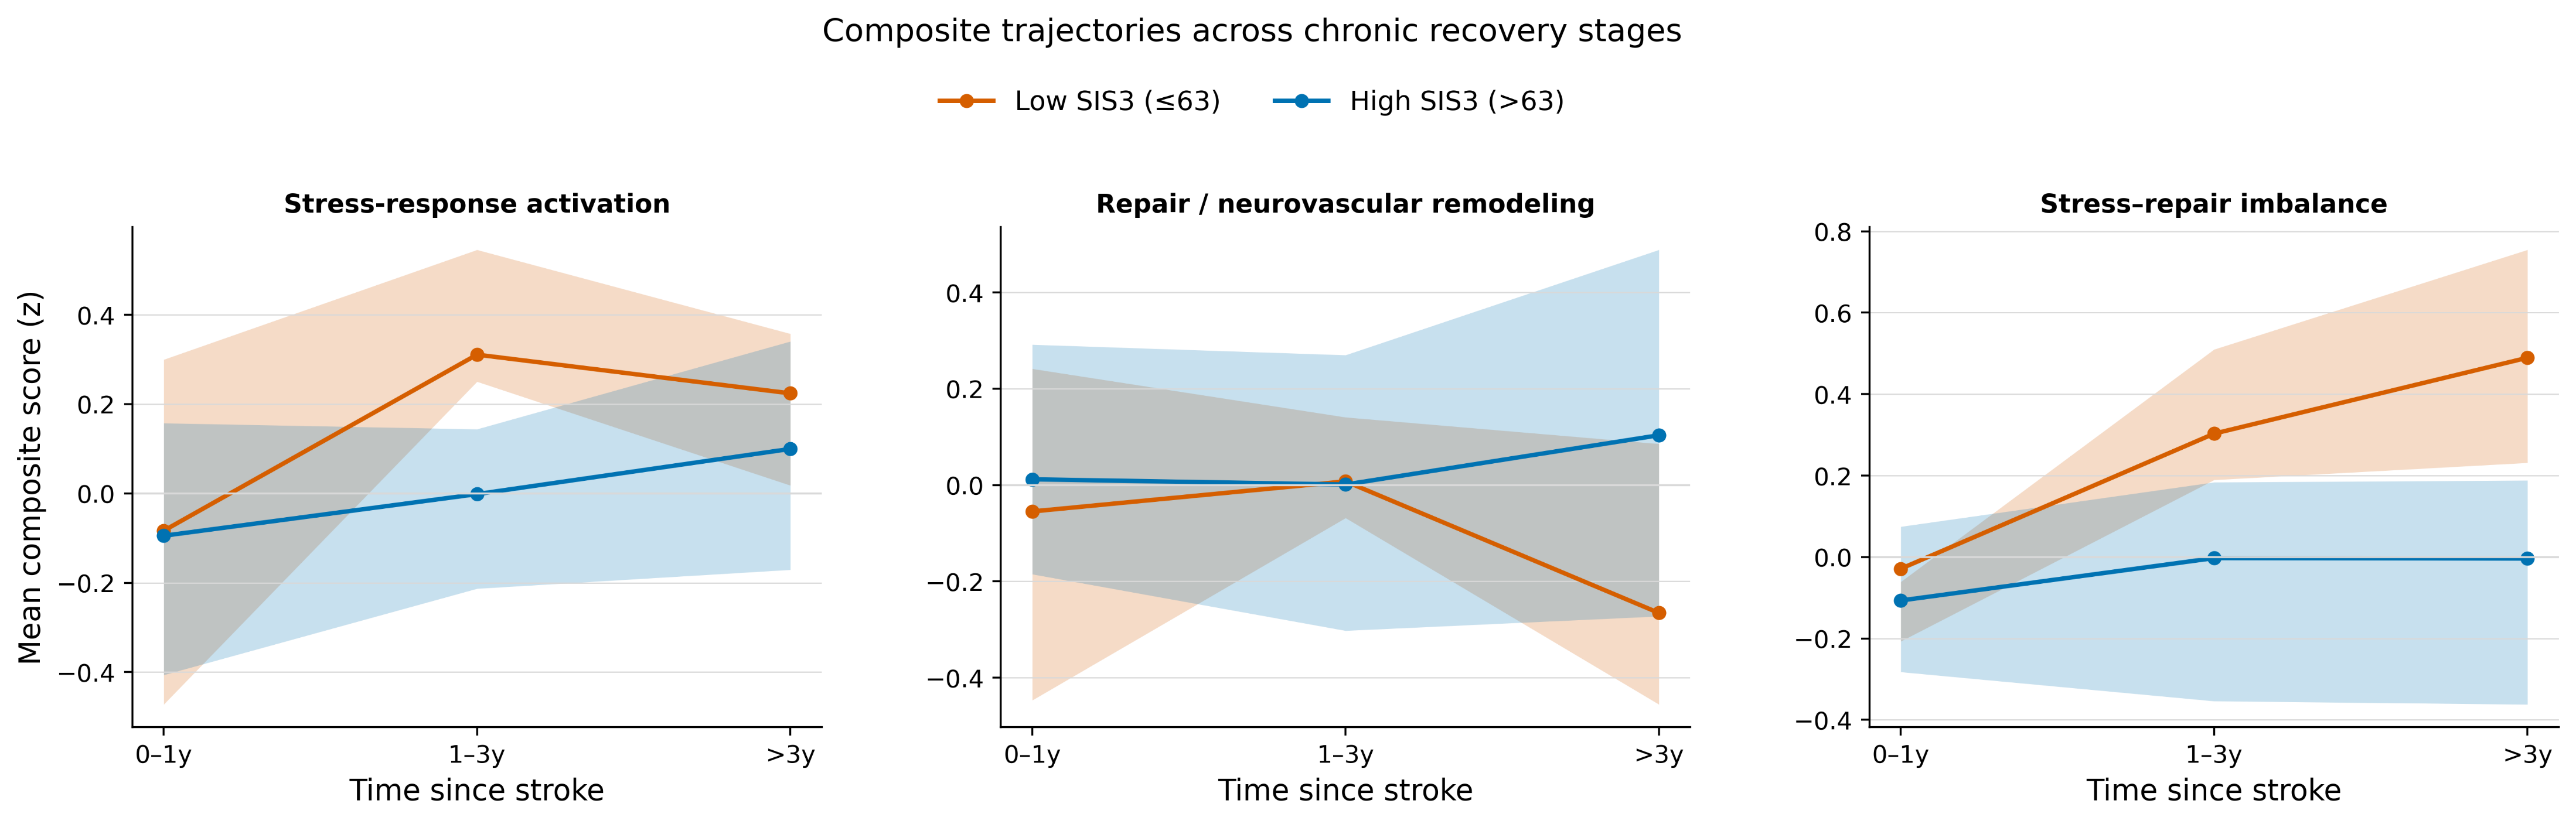 Composite trajectories across chronic recovery stages
Low SIS3 (≤63)
High SIS3 (>63)
Stress-response activation
Mean composite score (z)
0.4
0.2
0.0
−0.2
−0.4
0–1y
1–3y
>3y
Time since stroke
Repair / neurovascular remodeling
0.4
0.2
0.0
−0.2
−0.4
0–1y
1–3y
>3y
Time since stroke
Stress–repair imbalance
0.8
0.6
0.4
0.2
0.0
−0.2
−0.4
0–1y
1–3y
>3y
Time since stroke